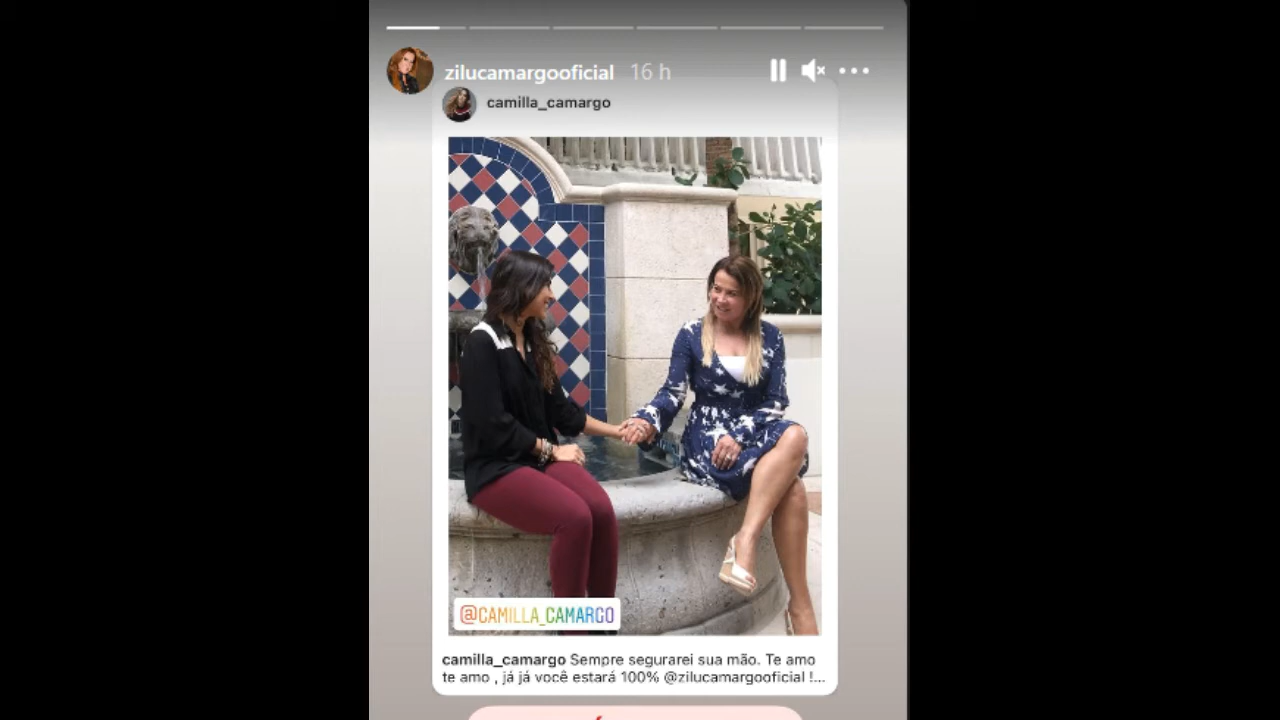 zilucamargooficial 16 h
camilla_camargo
@CAMILLA_CAMARGO
camilla_camargo Sempre segurarei sua mão. Te amo
te amo , já já você estará 100% @zilucamargooficial !...